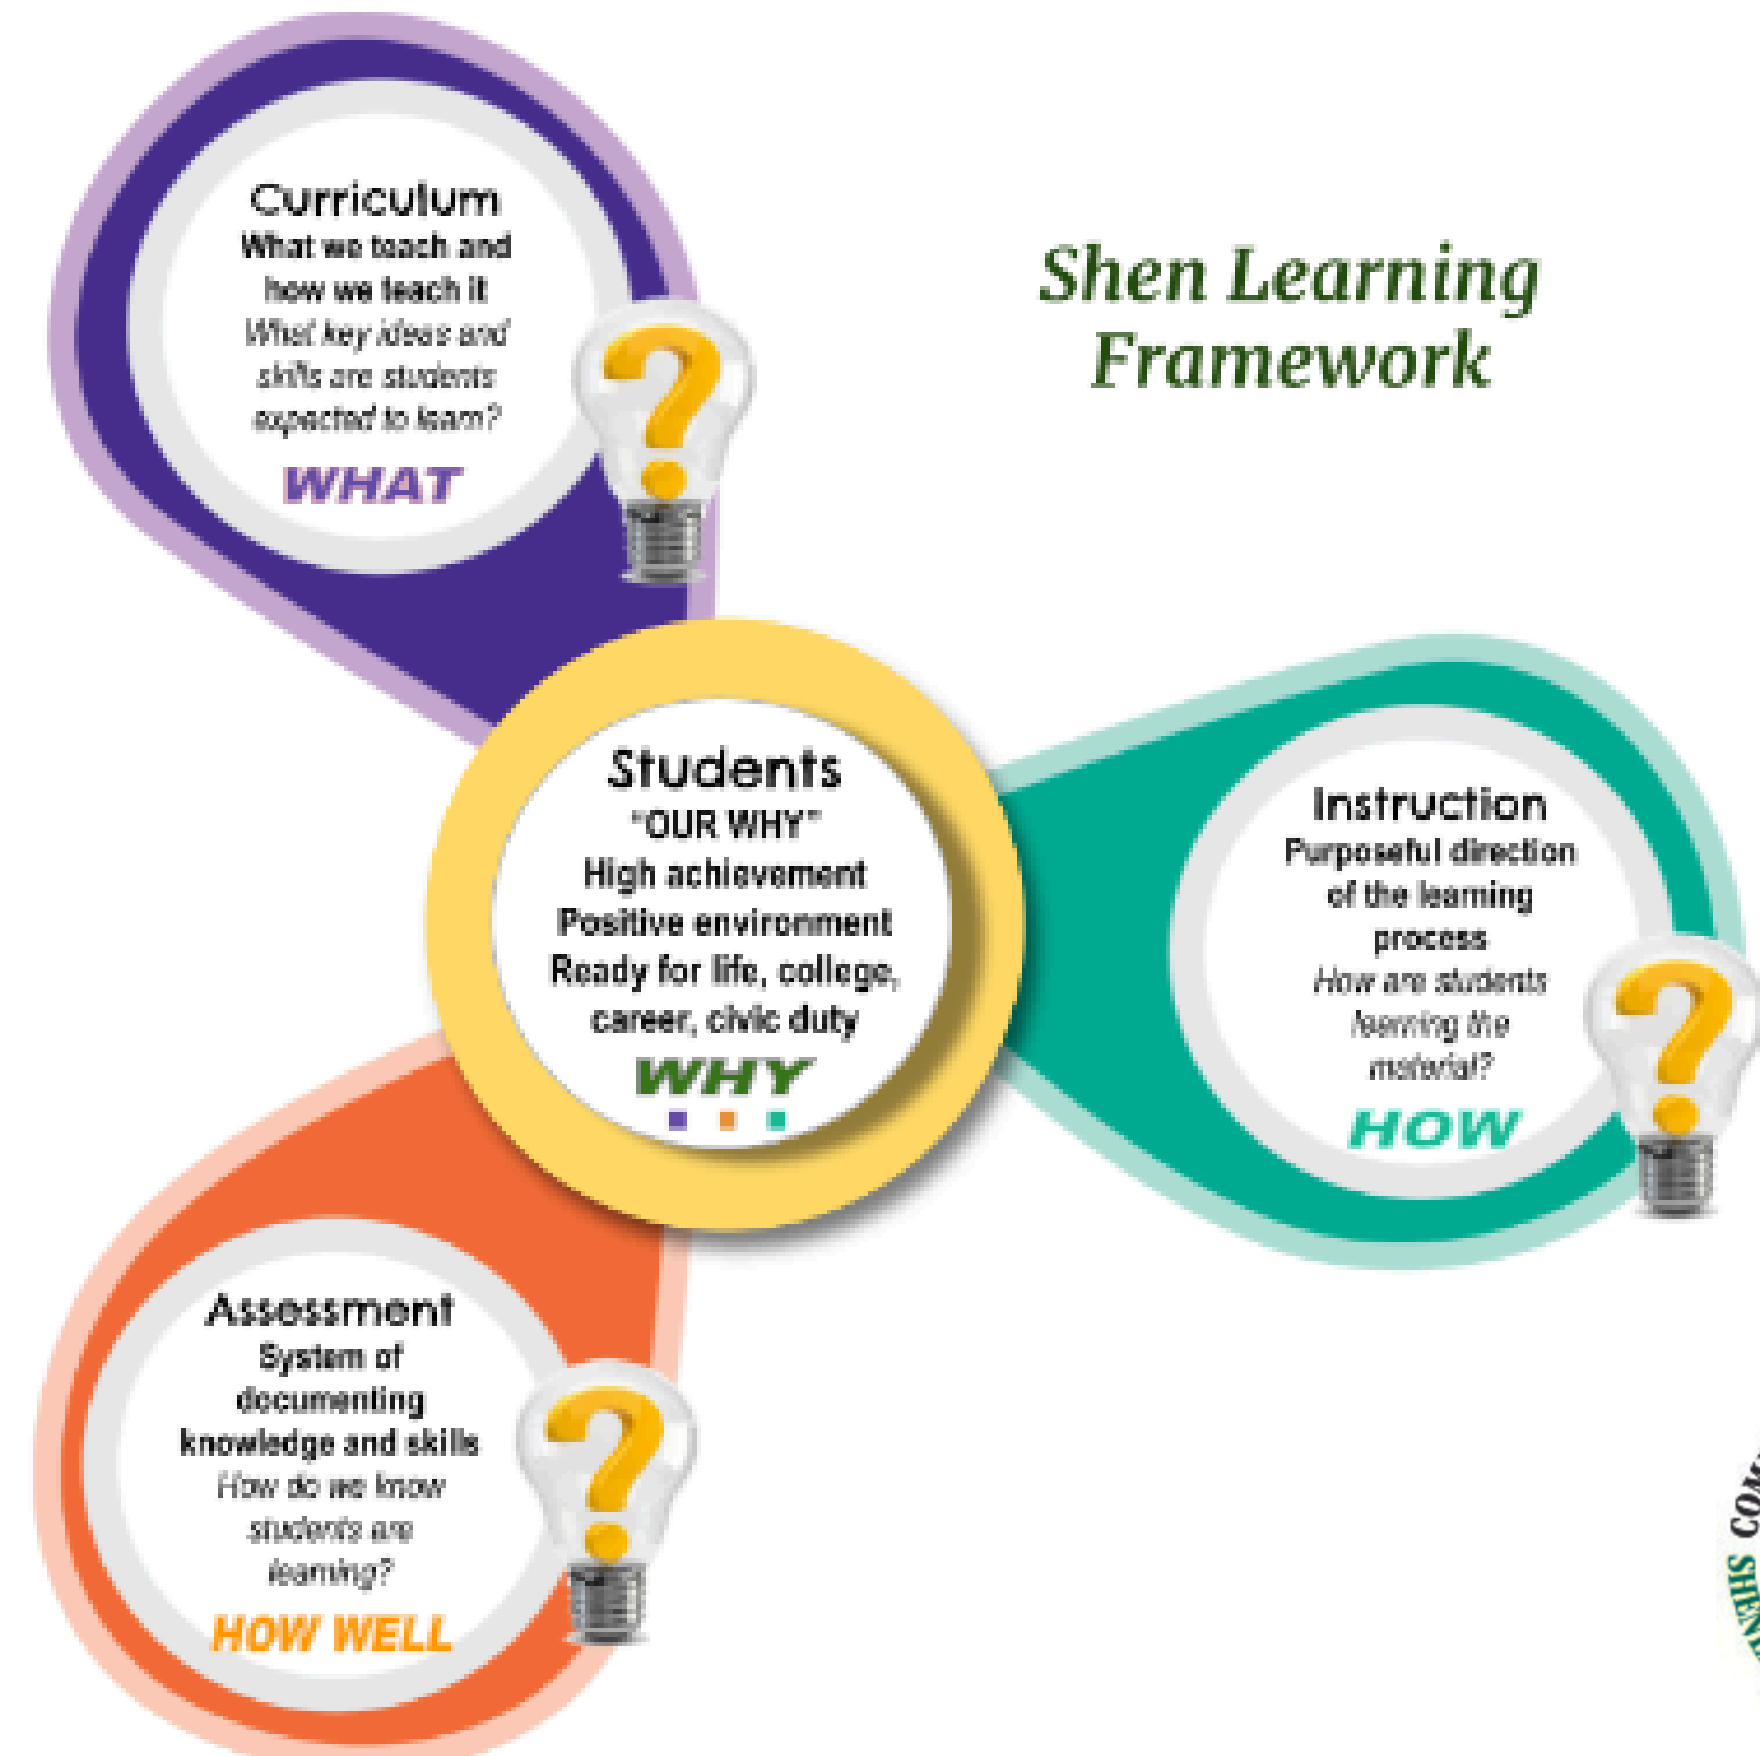 Curriculum
What we teach and
how we teach it
What key ideas and
skills are students
expected to learn?
WHAT
Shen Learning
Framework
Students
"OUR WHY"
High achievement
Positive environment
Ready for life, college,
career, civic duty
WHY
Instruction
Purposeful direction
of the learning
process
How are students
learning the
material?
HOW
Assessment
System of
documenting
knowledge and skills
How do we know
students are
learning?
HOW WELL